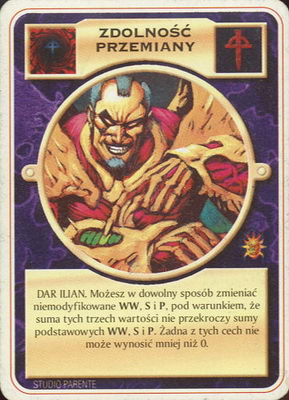 ZDOLNOŚĆ
PRZEMIANY
DAR ILIAN. Możesz w dowolny sposób zmieniać
niemodyfikowane WW, S i P, pod warunkiem, że
suma tych trzech wartości nie przekroczy sumy
podstawowych WW, S i P. Żadna z tych cech nie
może wynosić mniej niż 0.
STUDIO PARENTE